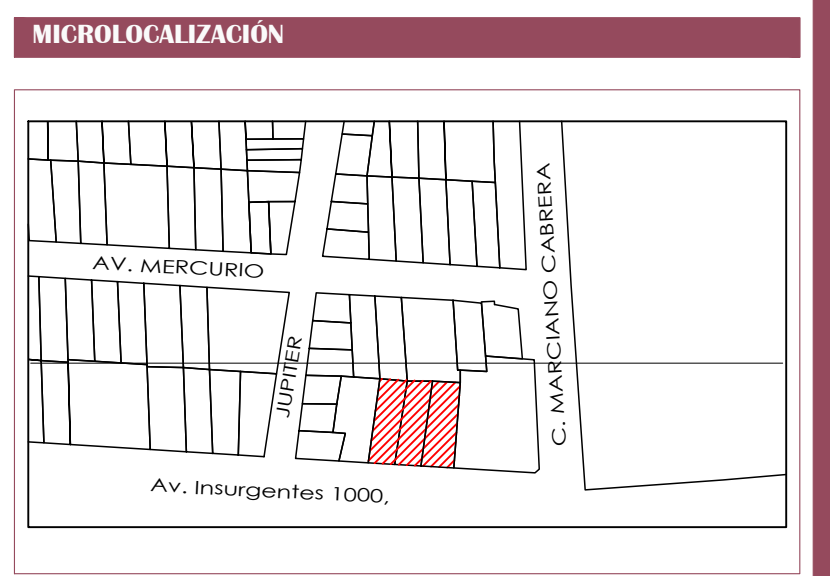 MICROLOCALIZACIÓN
AV. MERCURIO
C. MARCIANO CABRERA
JUPITER
Av. Insurgentes 1000,